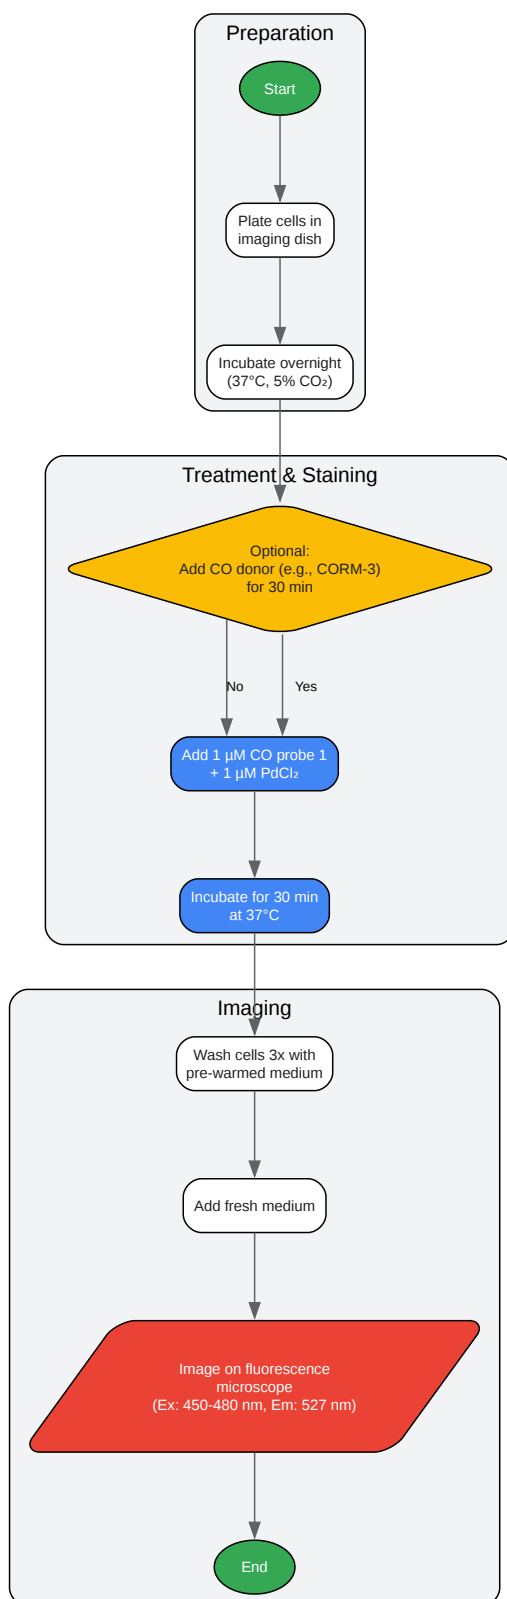 Preparation
Start
Plate cells in
imaging dish
Incubate overnight
(37°C, 5% CO₂)
Treatment & Staining
Optional:
Add CO donor (e.g., CORM-3)
for 30 min
No
Yes
Add 1 µM CO probe 1
+ 1 µM PdCl₂
Incubate for 30 min
at 37°C
Imaging
Wash cells 3x with
pre-warmed medium
Add fresh medium
Image on fluorescence
microscope
(Ex: 450-480 nm, Em: 527 nm)
End